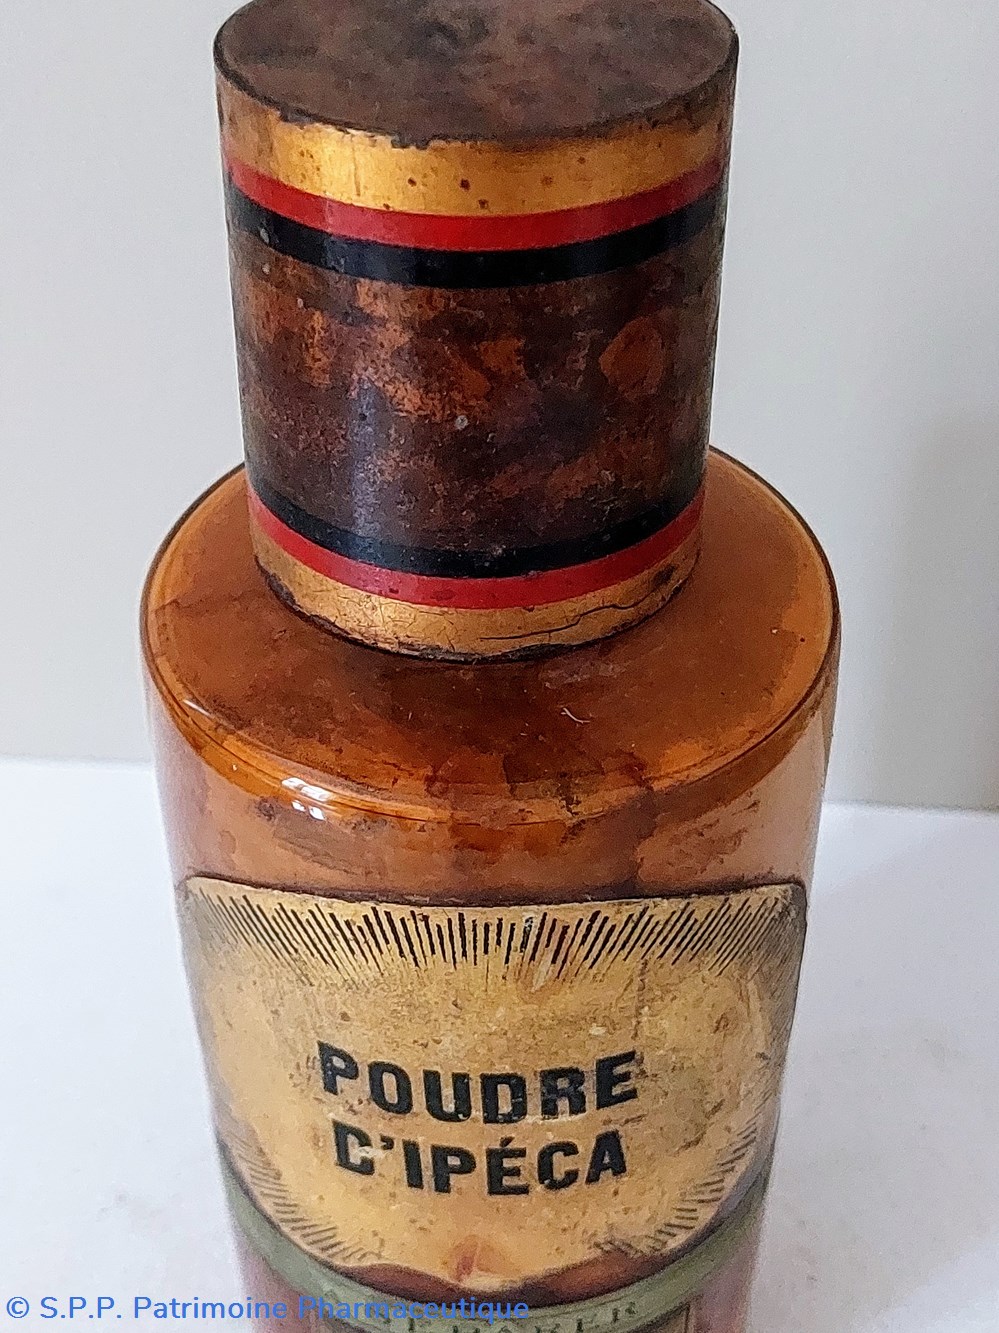 POUDRE
D'IPÉCA
© S.P.P. Patrimoine Pharmaceutique